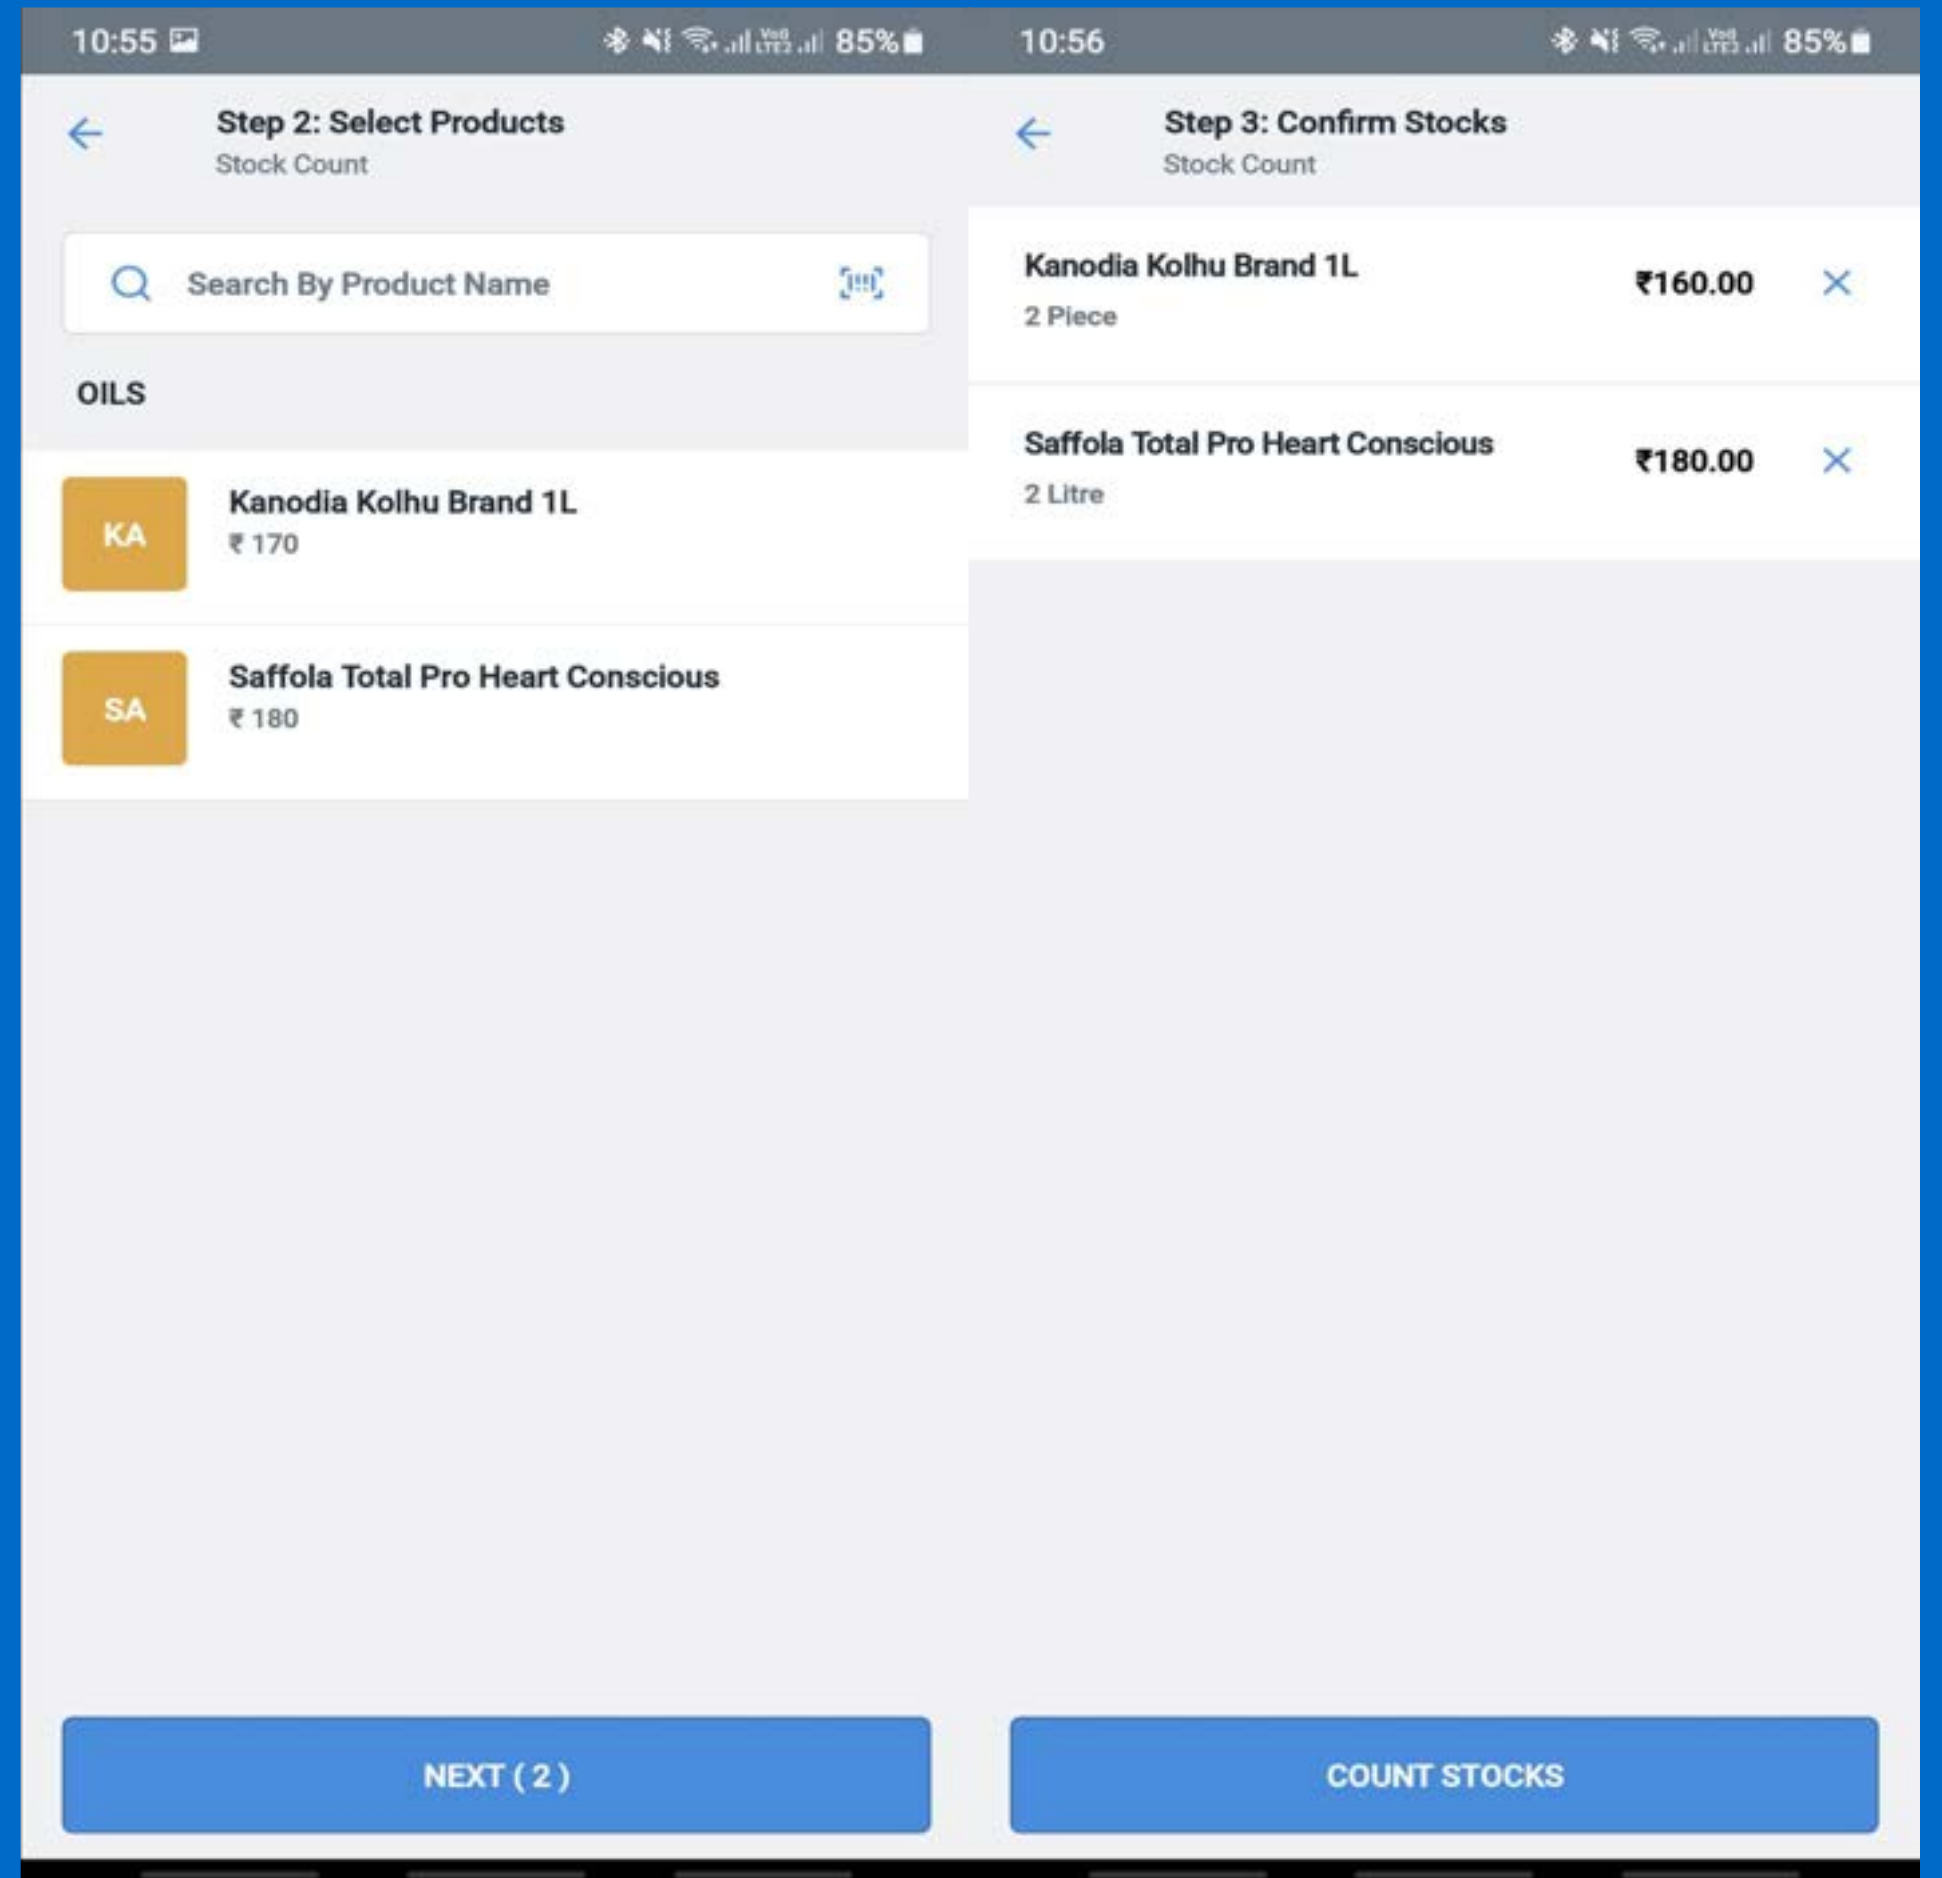 10:55
85%
Step 2: Select Products
Stock Count
Search By Product Name
OILS
KA
Kanodia Kolhu Brand 1L
₹ 170
SA
Saffola Total Pro Heart Conscious
₹ 180
NEXT ( 2 )
10:56
85%
Step 3: Confirm Stocks
Stock Count
Kanodia Kolhu Brand 1L
₹160.00
2 Piece
Saffola Total Pro Heart Conscious
₹180.00
2 Litre
COUNT STOCKS